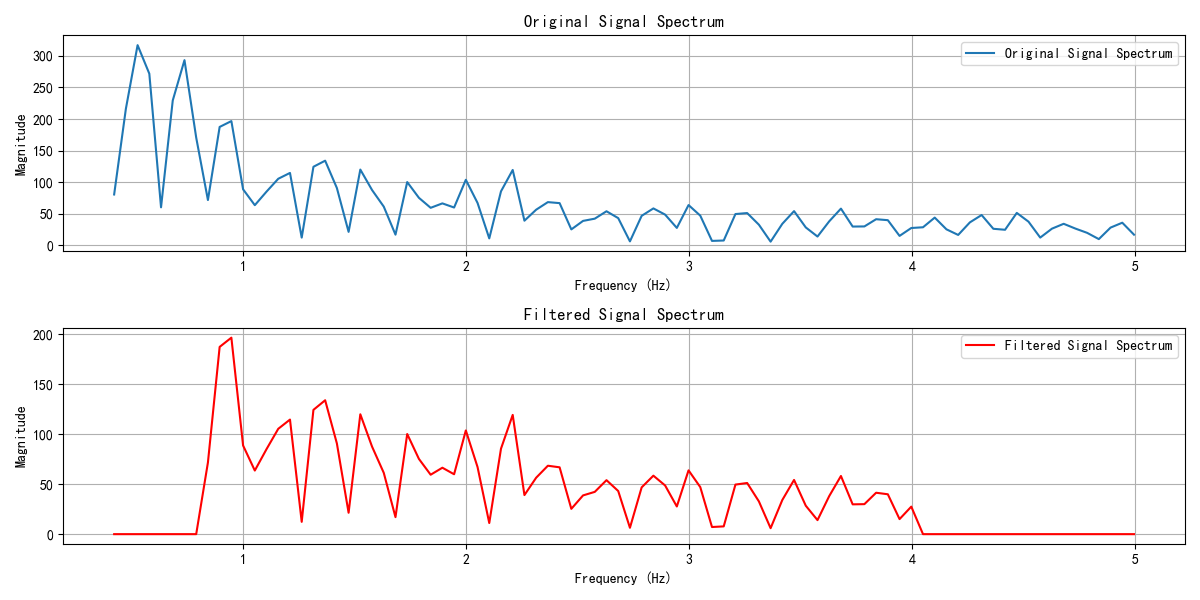 Original Signal Spectrum
Original Signal Spectrum
300
250
200
150
100
50
0
Magnitude
1 2 3 4 5
Frequency (Hz)
Filtered Signal Spectrum
Filtered Signal Spectrum
200
150
100
50
0
Magnitude
1 2 3 4 5
Frequency (Hz)